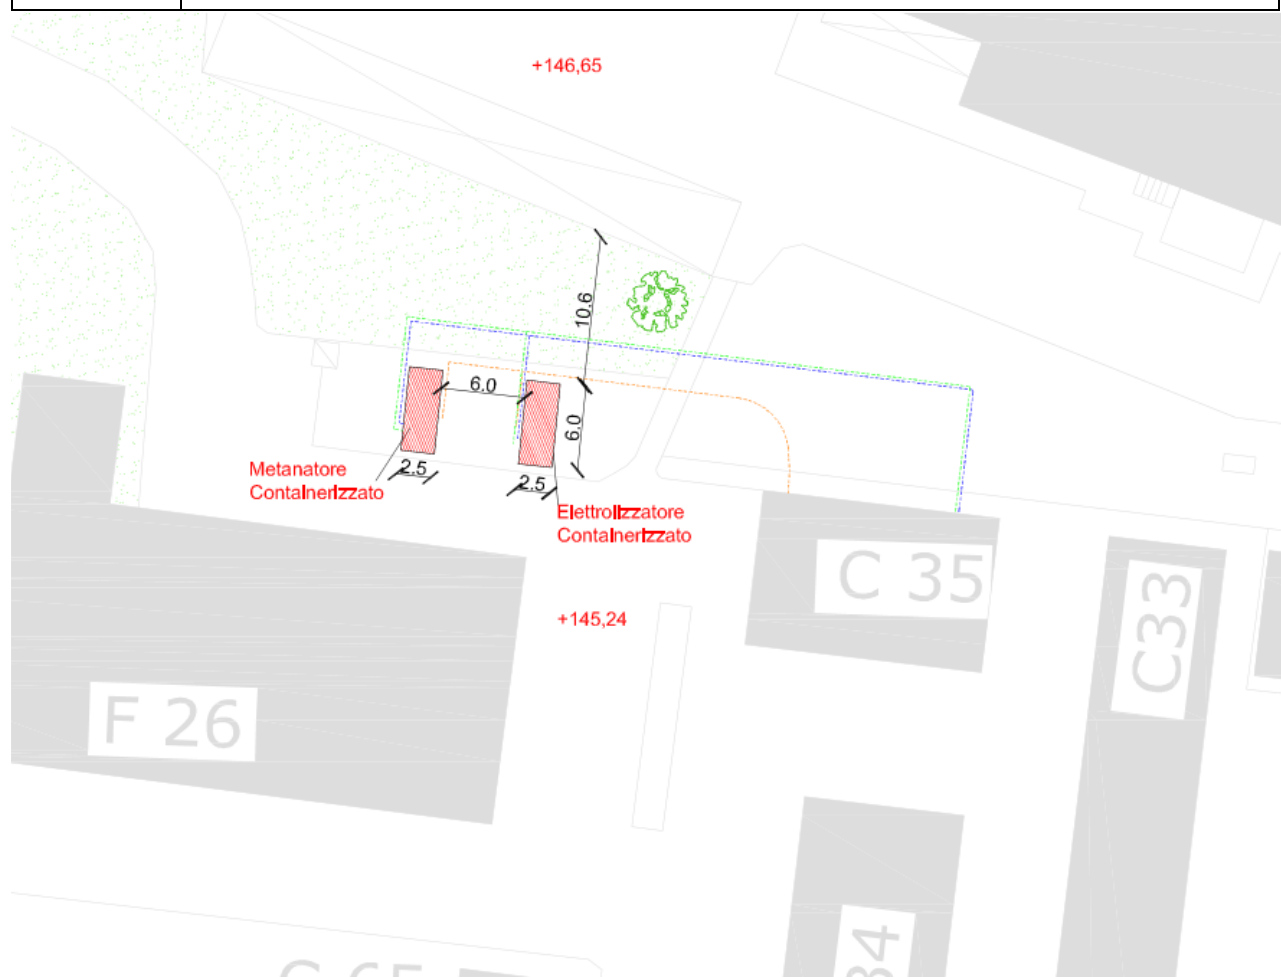 +146,65
10.6
6.0
6.0
2.5
2.5
Metanatore
Containerizzato
Elettrolizzatore
Containerizzato
+145,24
C 35
C33
F 26